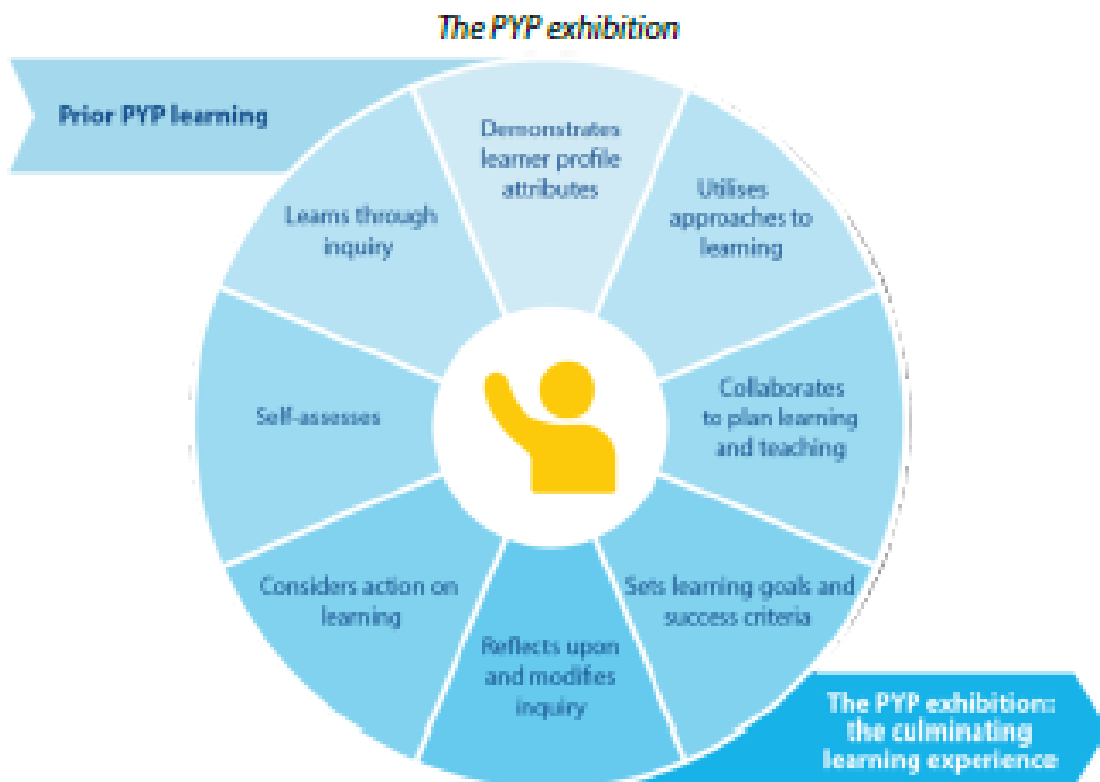 The PYP exhibition
Prior PYP learning
Demonstrates
learner profile
attributes
Utilises
approaches to
learning
Collaborates
to plan learning
and teaching
Sets learning goals and
success criteria
Reflects upon
and modifies
inquiry
Considers action on
learning
Self-assesses
Learns through
inquiry
The PYP exhibition::
the culminating
learning experience